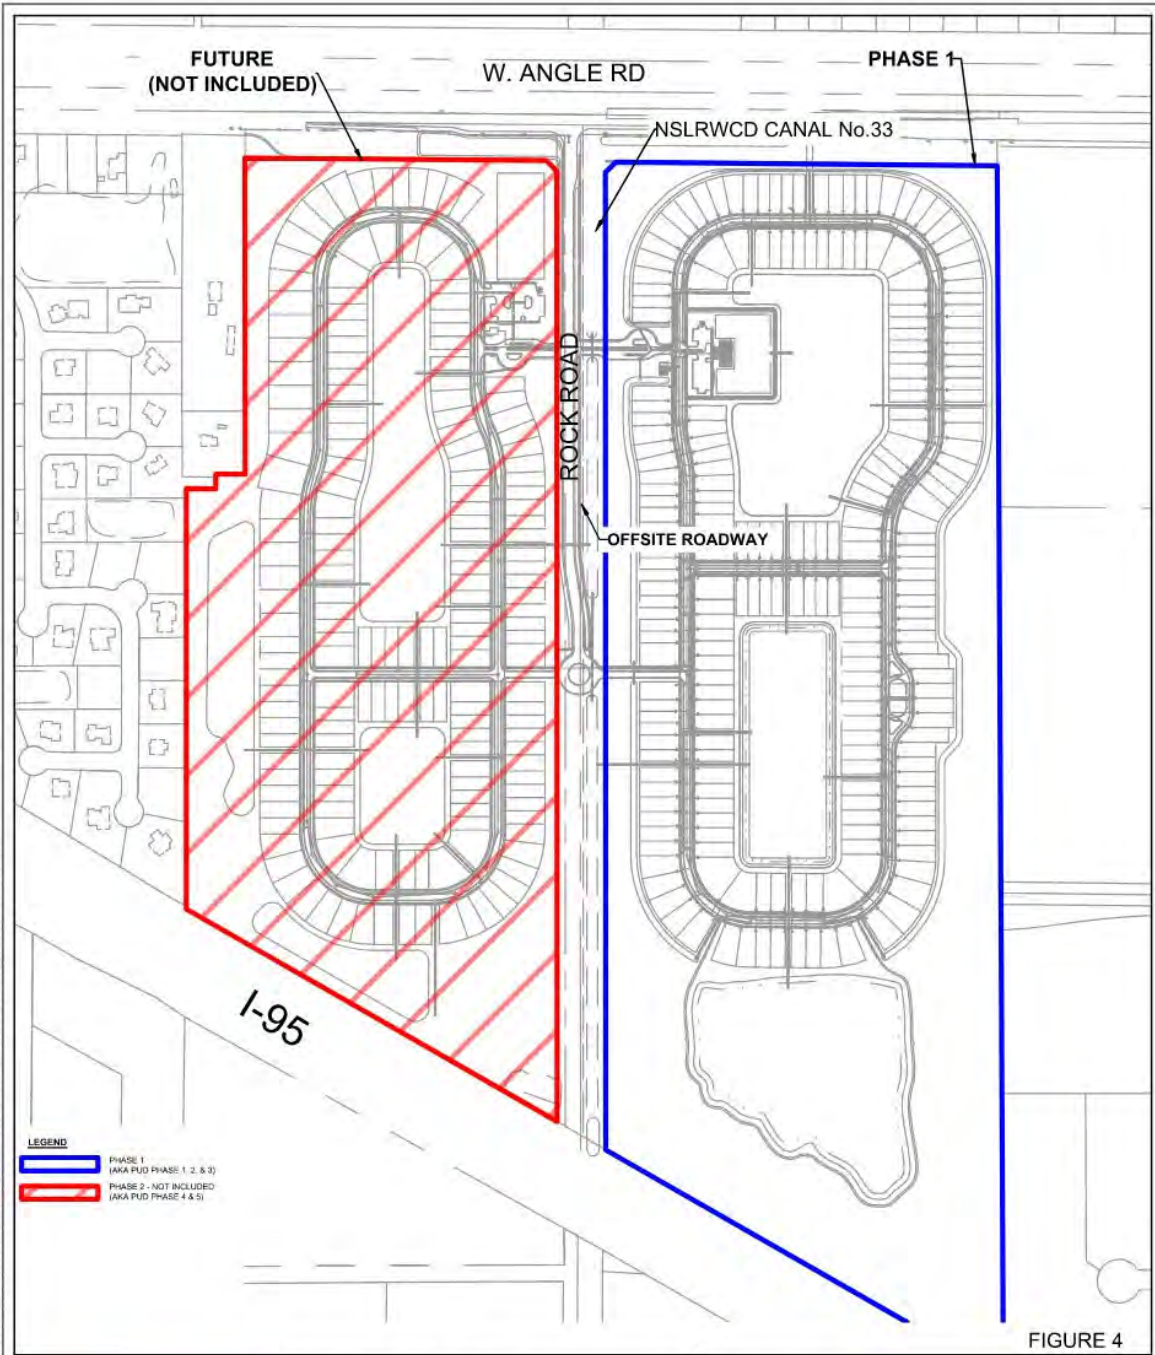 FUTURE
(NOT INCLUDED)
W. ANGLE RD
PHASE 1
NSLRWCD CANAL No.33
ROCK ROAD
OFFSITE ROADWAY
I-95
LEGEND
PHASE 1
(AKA PUD PHASE 1, 2, & 3)
PHASE 2 - NOT INCLUDED
(AKA PUD PHASE 4 & 5)
FIGURE 4